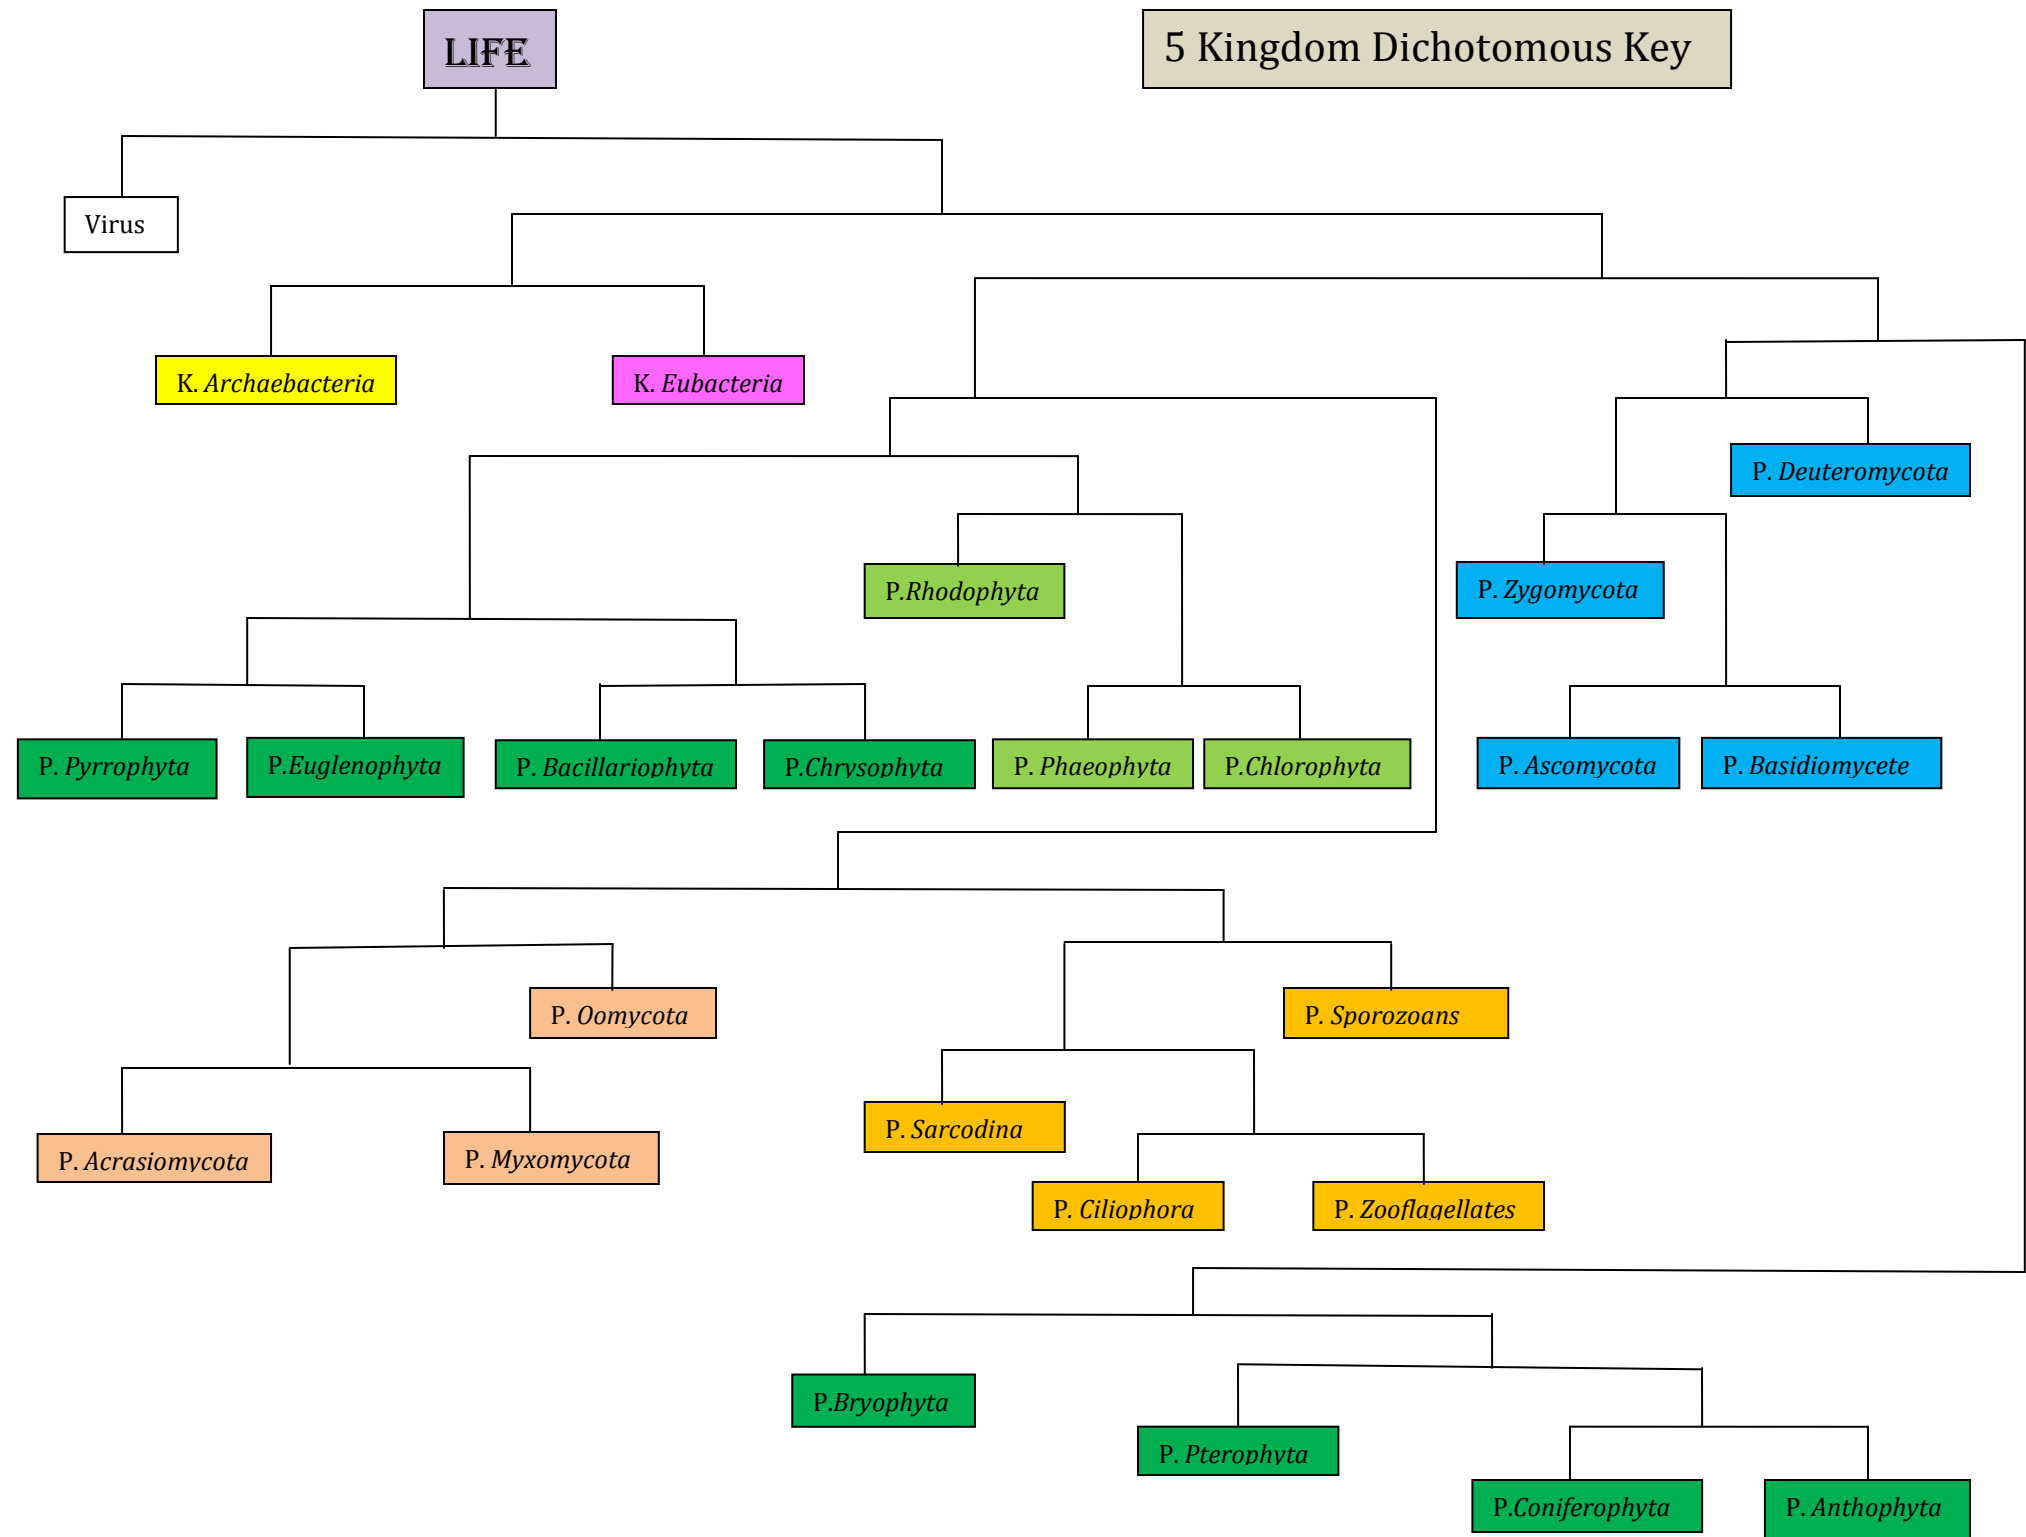 LIFE
5 Kingdom Dichotomous Key
Virus
K. Archaebacteria
K. Eubacteria
P. Deuteromycota
P.Rhodophyta
P. Zygomycota
P. Pyrrophyta
P.Euglenophyta
P. Bacillariophyta
P.Chrysophyta
P. Phaeophyta
P.Chlorophyta
P. Ascomycota
P. Basidiomycete
P. Oomycota
P. Sporozoans
P. Sarcodina
P. Acrasiomycota
P. Myxomycota
P. Ciliophora
P. Zooflagellates
P.Bryophyta
P. Pterophyta
P.Coniferophyta
P. Anthophyta